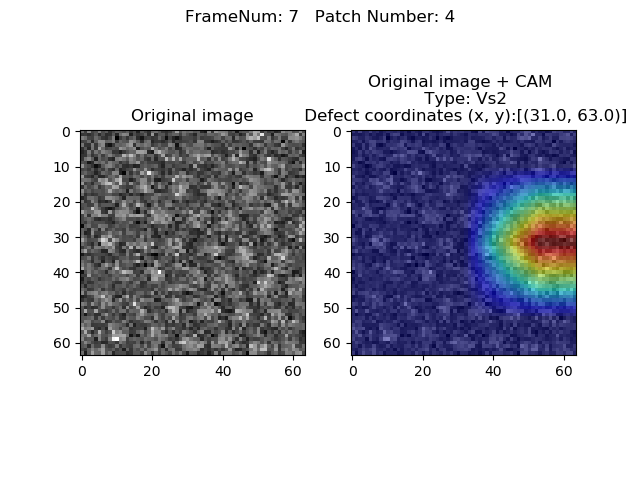 FrameNum: 7   Patch Number: 4
Original image
0
10
20
30
40
50
60
0 20 40 60
Original image + CAM
Type: Vs2
Defect coordinates (x, y):[(31.0, 63.0)]
0
10
20
30
40
50
60
0 20 40 60